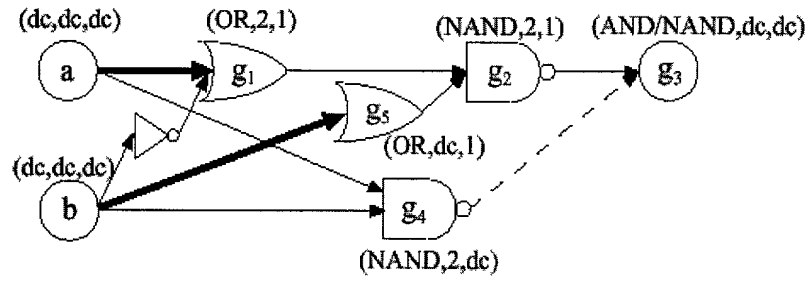 (dc,dc,dc)
(OR,2,1)
(NAND,2,1)
(AND/NAND,dc,dc)
a
g₁
g₂
g₃
g₅
(OR,dc,1)
(dc,dc,dc)
b
g₄
(NAND,2,dc)